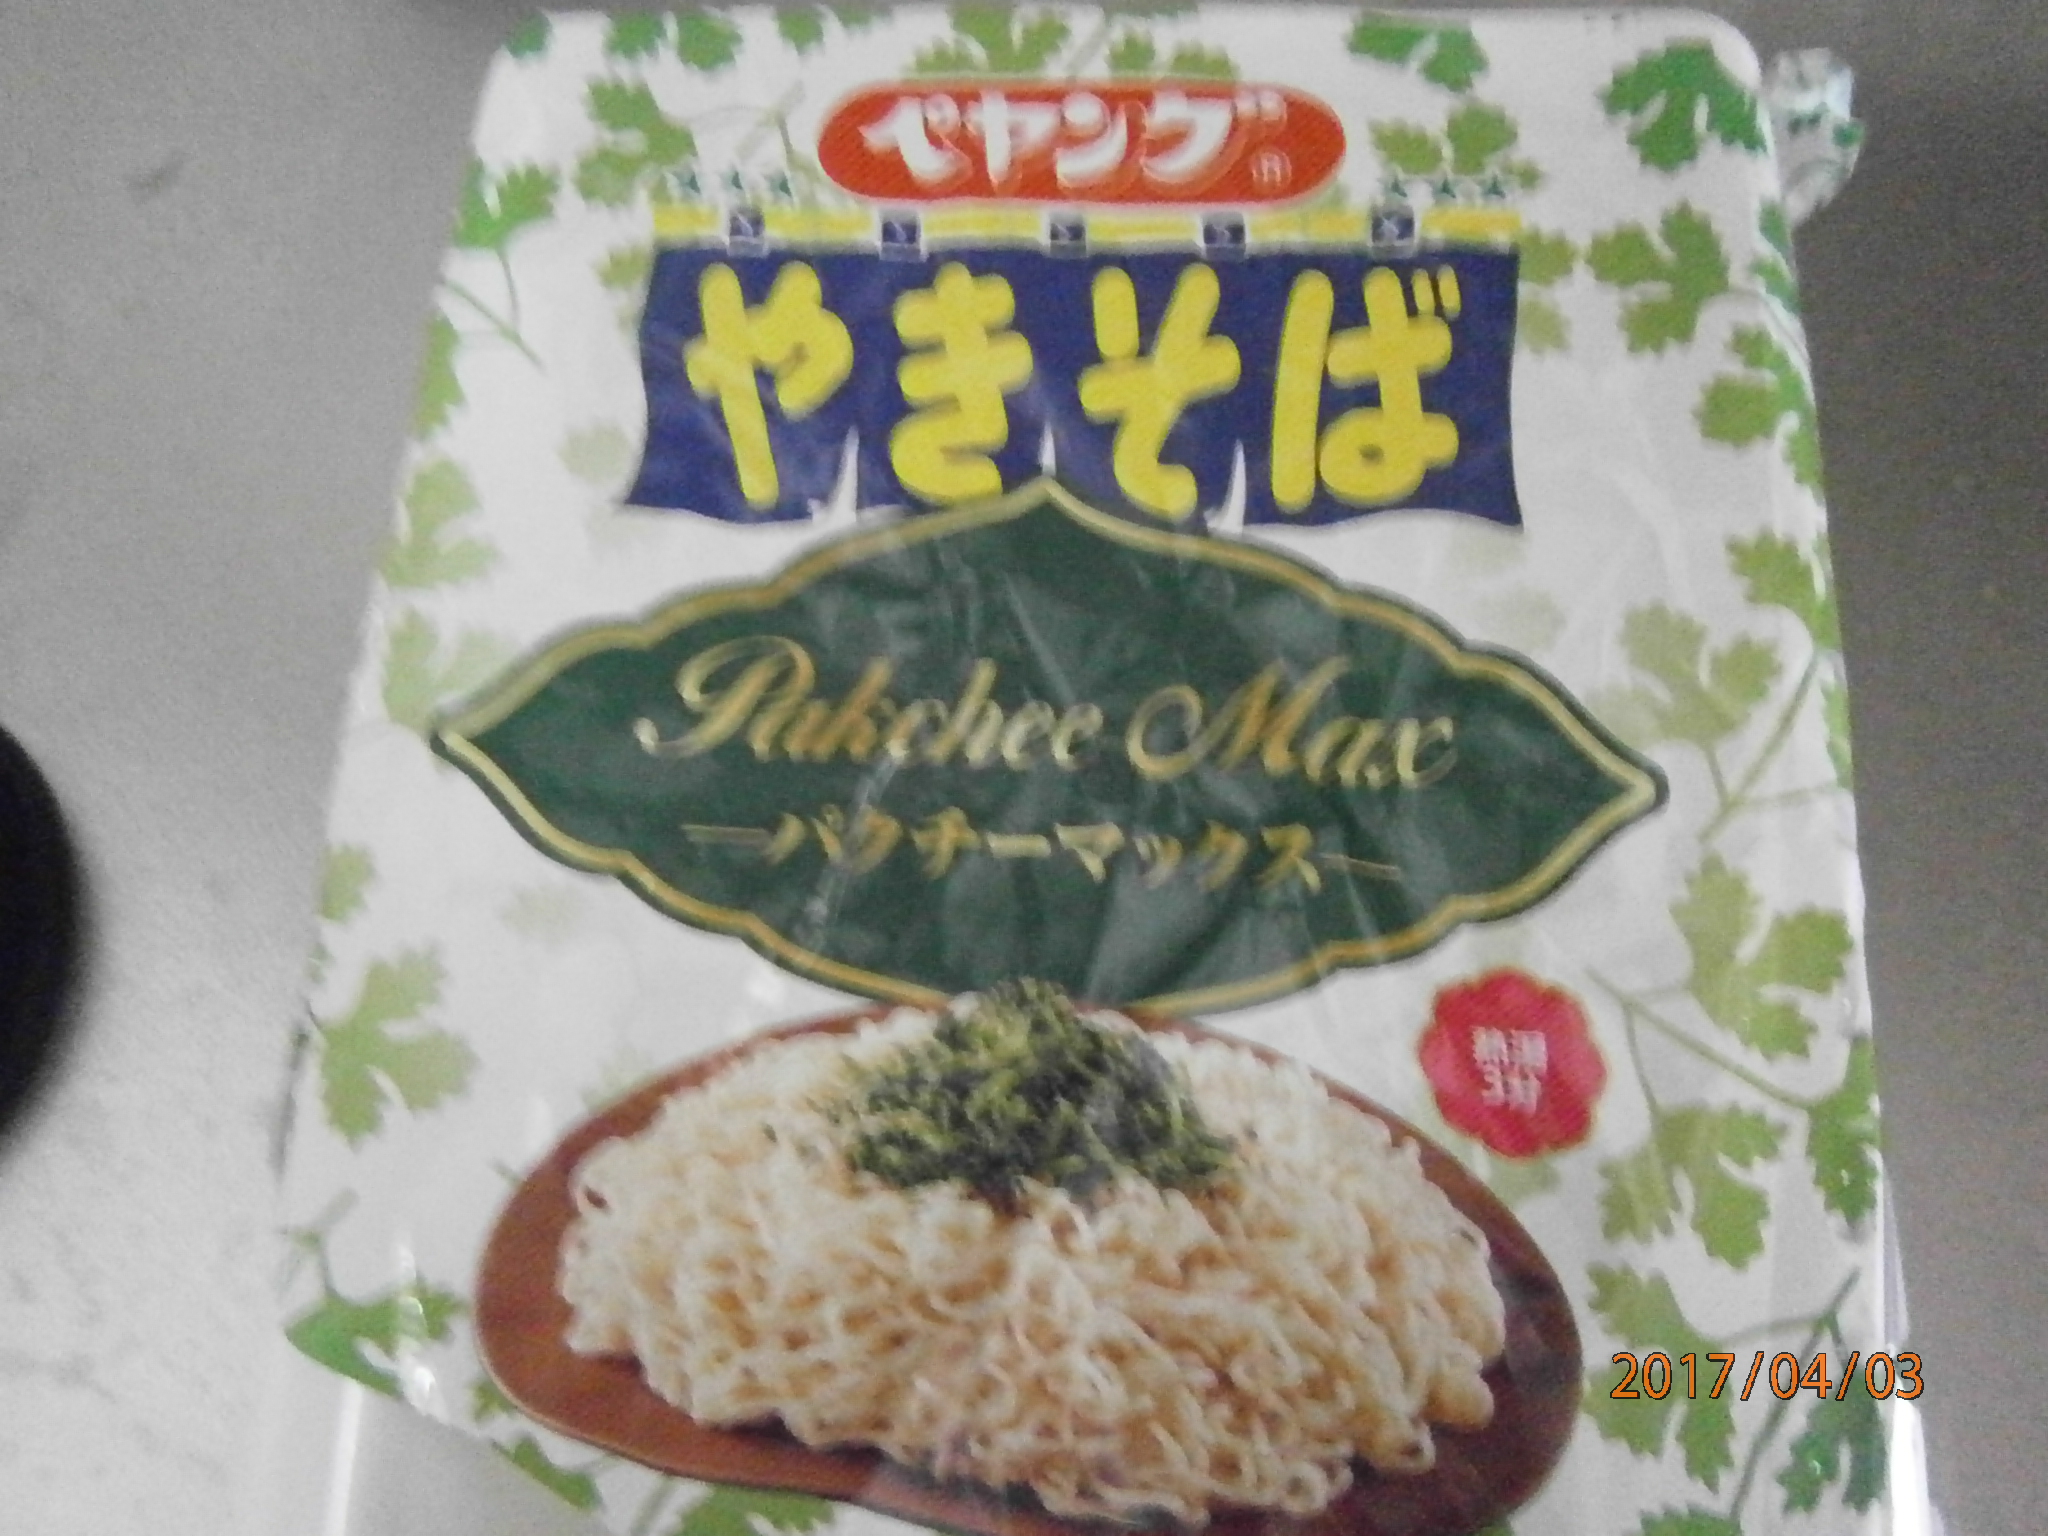 ペヤング®
やきそば
Pakchee Max
パクチーマックス
熱湯
3分
2017/04/03